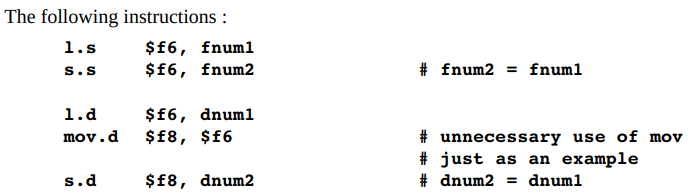 The following instructions :
l.s $f6, fnum1
s.s $f6, fnum2 # fnum2 = fnum1
l.d $f6, dnum1
mov.d $f8, $f6 # unnecessary use of mov
# just as an example
s.d $f8, dnum2 # dnum2 = dnum1